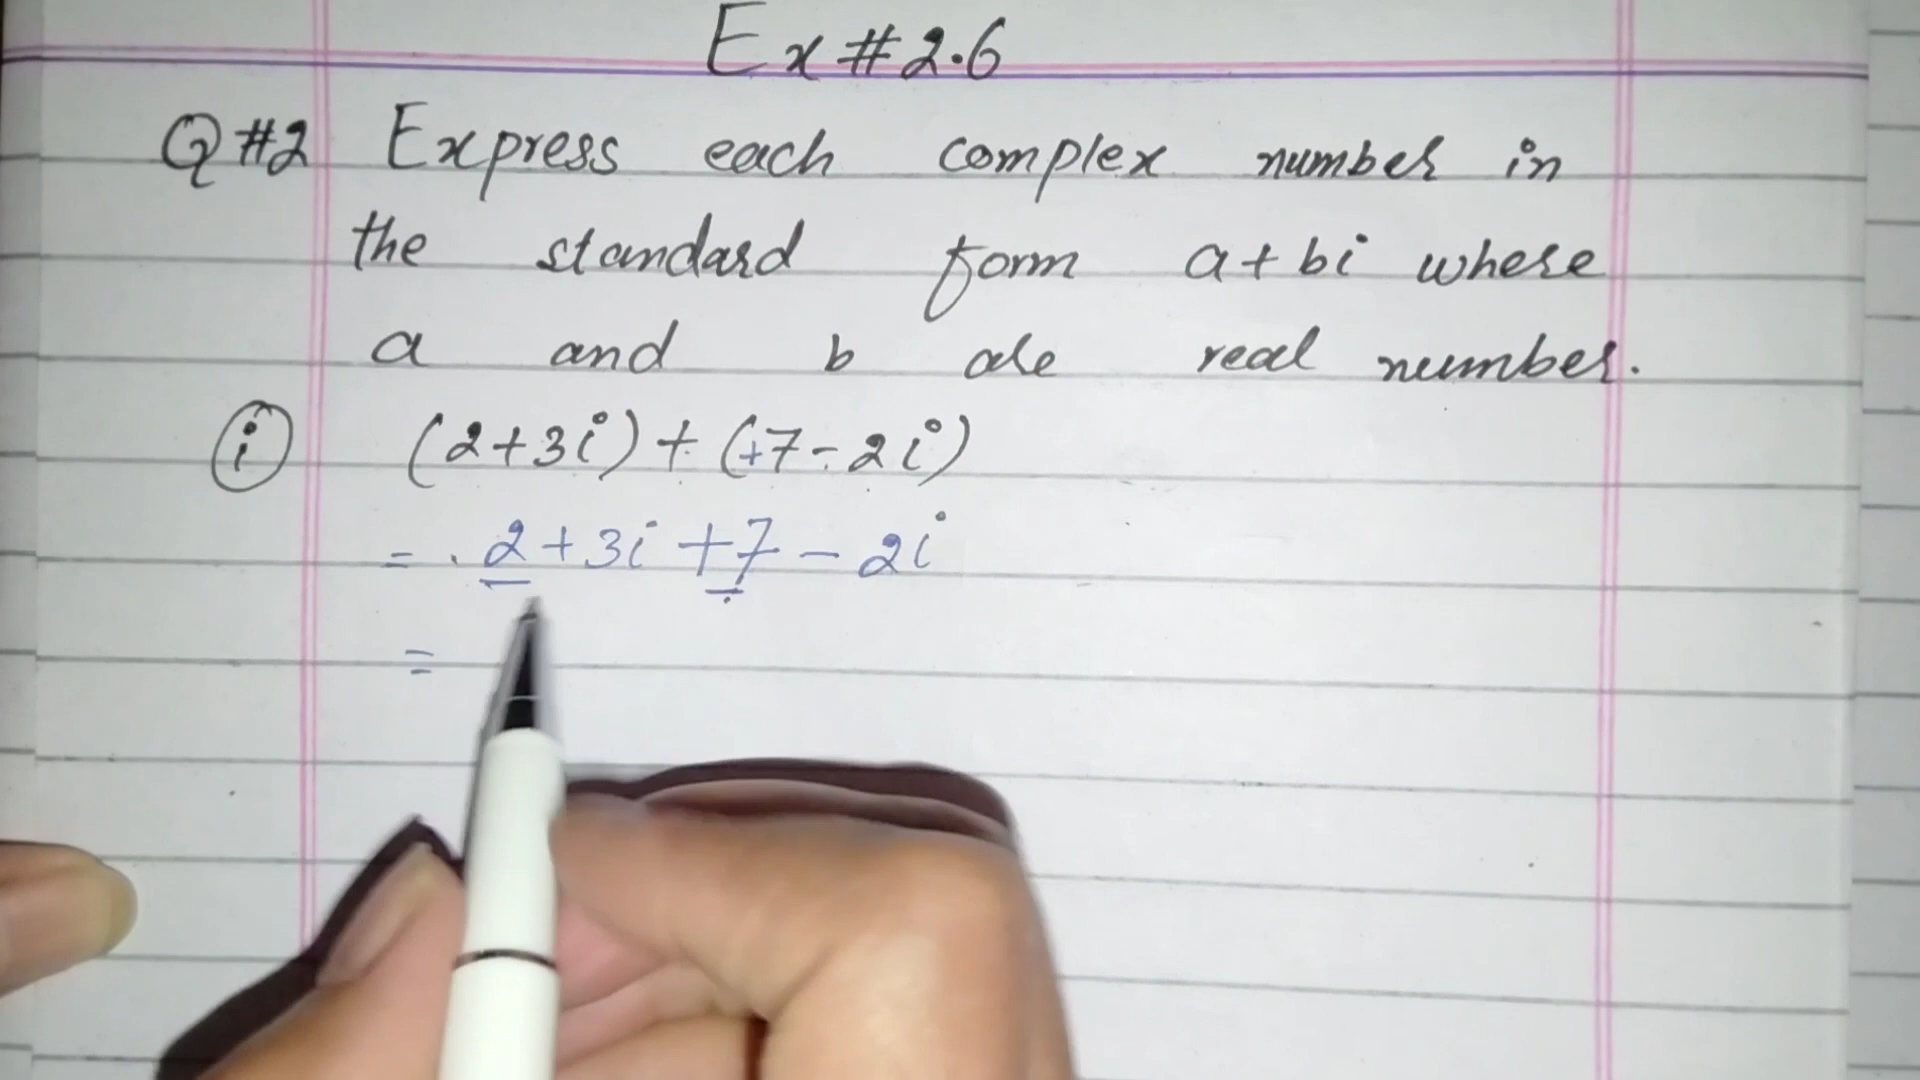 Ex#2.6
Q#2 Express each complex number in
the standard form a+bi where
a and b are real number.
(i) (2+3i)+(+7-2i)
= 2+3i+7-2i
=